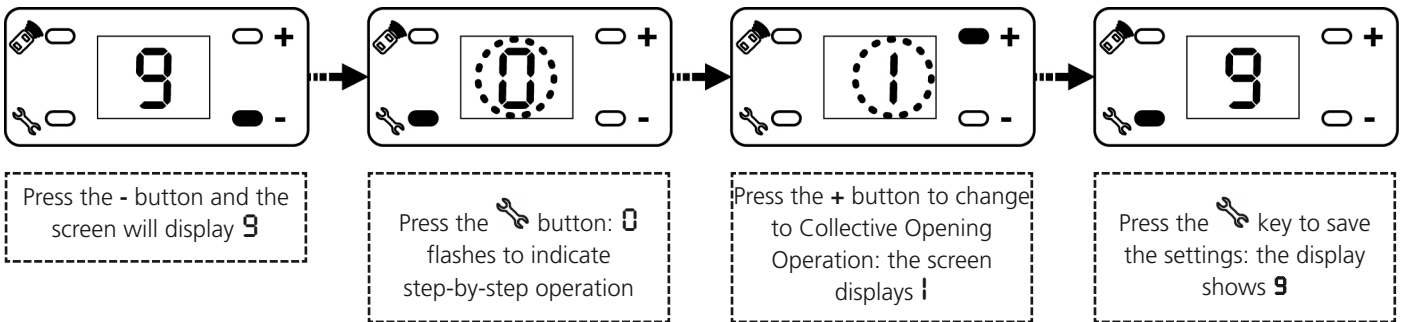 9 + -
0 + -
1 + -
9 + -
Press the - button and the
screen will display 9
Press the button: 0
flashes to indicate
step-by-step operation
Press the + button to change
to Collective Opening
Operation: the screen
displays 1
Press the key to save
the settings: the display
shows 9